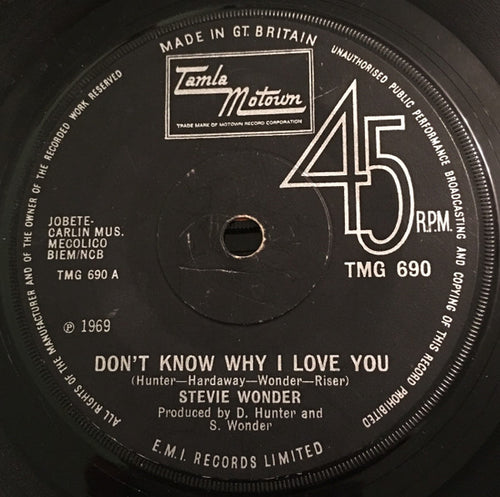 MADE IN GT. BRITAIN
UNAUTHORISED PUBLIC PERFORMANCE BROADCASTING AND COPYING OF THIS RECORD PROHIBITED
ALL RIGHTS OF THE MANUFACTURER AND OF THE OWNER OF THE RECORDED WORK RESERVED
Tamla
Motown
TRADE MARK OF MOTOWN RECORD CORPORATION
45 R.P.M.
TMG 690
JOBETE-
CARLIN MUS.
MECOLICO
BIEM/NCB
TMG 690 A
℗ 1969
DON'T KNOW WHY I LOVE YOU
(Hunter—Hardaway—Wonder—Riser)
STEVIE WONDER
Produced by D. Hunter and
S. Wonder
E.M.I. RECORDS LIMITED